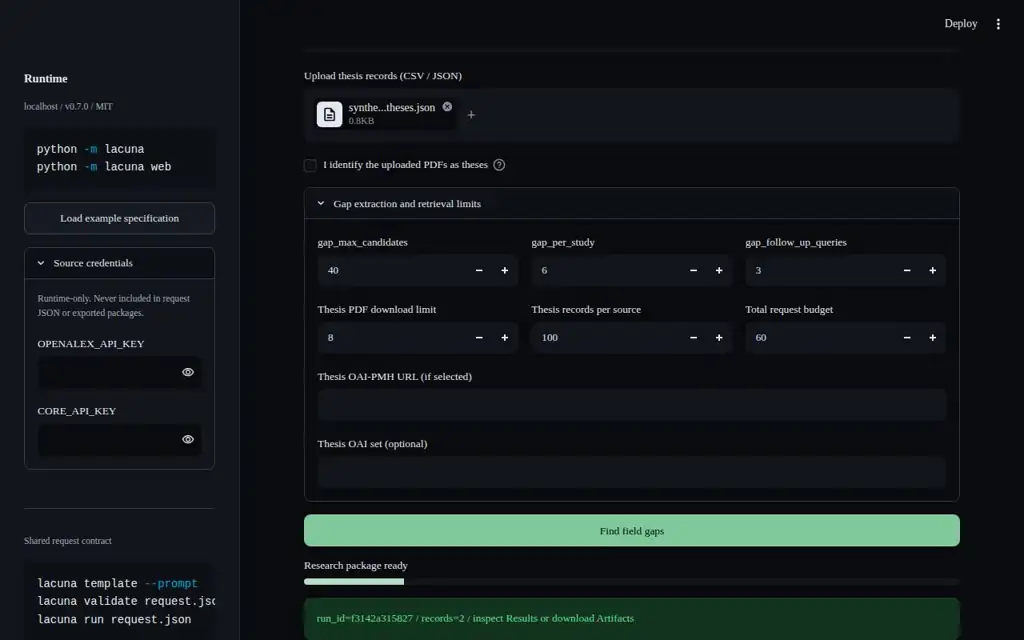 Deploy
Runtime
localhost / v0.7.0 / MIT
python -m lacuna
python -m lacuna web
Load example specification
Source credentials
Runtime-only. Never included in request
JSON or exported packages.
OPENALEX_API_KEY
CORE_API_KEY
Shared request contract
lacuna template --prompt
lacuna validate request.jso
lacuna run request.json
Upload thesis records (CSV / JSON)
synthe...theses.json
0.8KB
I identify the uploaded PDFs as theses
Gap extraction and retrieval limits
gap_max_candidates gap_per_study gap_follow_up_queries
40 6 3
Thesis PDF download limit Thesis records per source Total request budget
8 100 60
Thesis OAI-PMH URL (if selected)
Thesis OAI set (optional)
Find field gaps
Research package ready
run_id=f3142a315827 / records=2 / inspect Results or download Artifacts